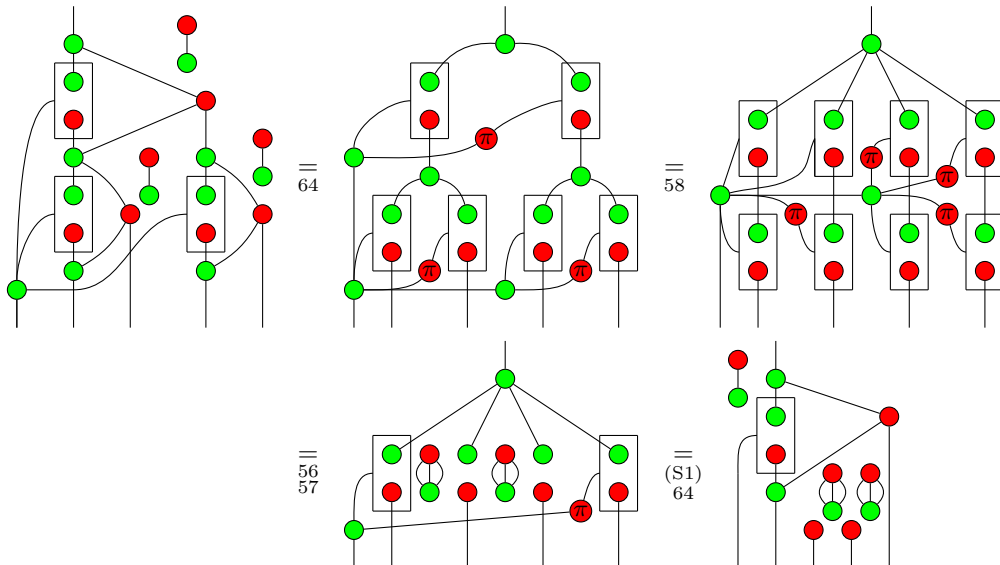 π
= π =
64 π 58 π
π π
π π
=
56
57
=
(S1)
64
π